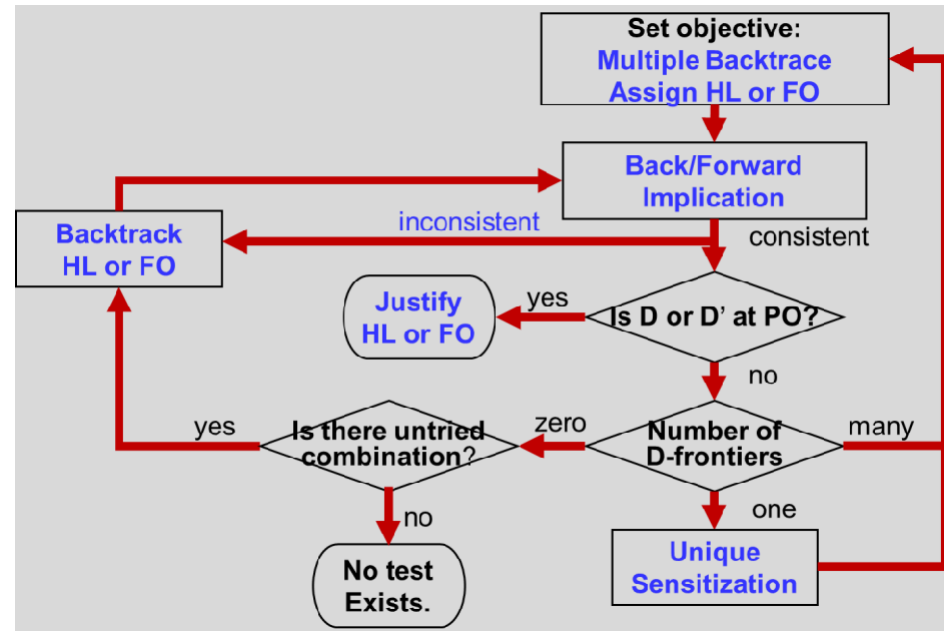 Set objective:
Multiple Backtrace
Assign HL or FO
Back/Forward
Implication
inconsistent
consistent
Backtrack
HL or FO
Justify
HL or FO
yes
Is D or D' at PO?
no
yes
Is there untried
combination?
zero
Number of
D-frontiers
many
no
one
No test
Exists.
Unique
Sensitization